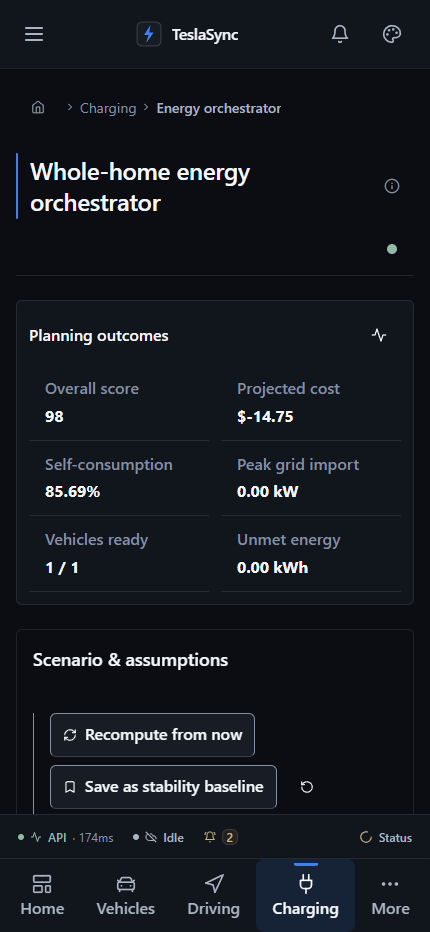 TeslaSync
Charging
Energy orchestrator
Whole-home energy
orchestrator
Planning outcomes
Overall score
98
Projected cost
$-14.75
Self-consumption
85.69%
Peak grid import
0.00 kW
Vehicles ready
1 / 1
Unmet energy
0.00 kWh
Scenario & assumptions
Recompute from now
Save as stability baseline
API · 174ms
Idle
2
Status
Home
Vehicles
Driving
Charging
More